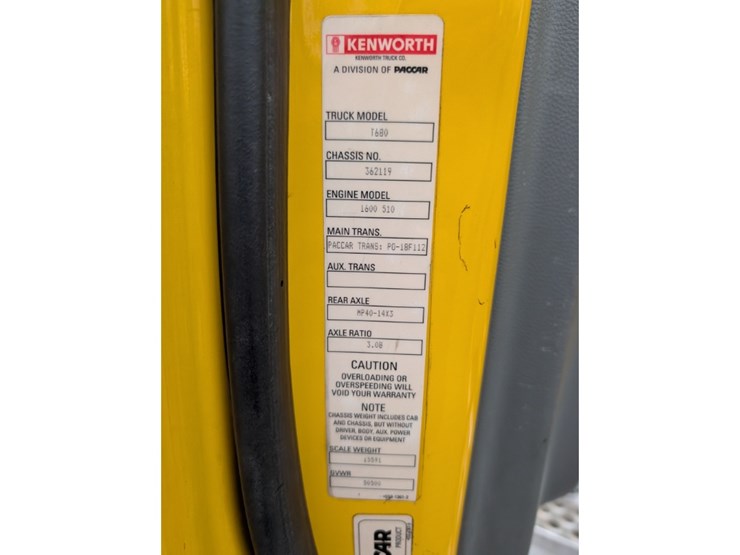 KENWORTH
KENWORTH TRUCK CO.
A DIVISION OF PACCAR
TRUCK MODEL
T680
CHASSIS NO.
362119
ENGINE MODEL
1600 510
MAIN TRANS.
PACCAR TRANS: PO-18F112
AUX. TRANS
REAR AXLE
MP40-14XS
AXLE RATIO
3.08
CAUTION
OVERLOADING OR
OVERSPEEDING WILL
VOID YOUR WARRANTY
NOTE
CHASSIS WEIGHT INCLUDES CAB
AND CHASSIS, BUT WITHOUT
DRIVER, BODY, AUX. POWER
DEVICES OR EQUIPMENT
SCALE WEIGHT
GVWR
CAR
PRODUCT